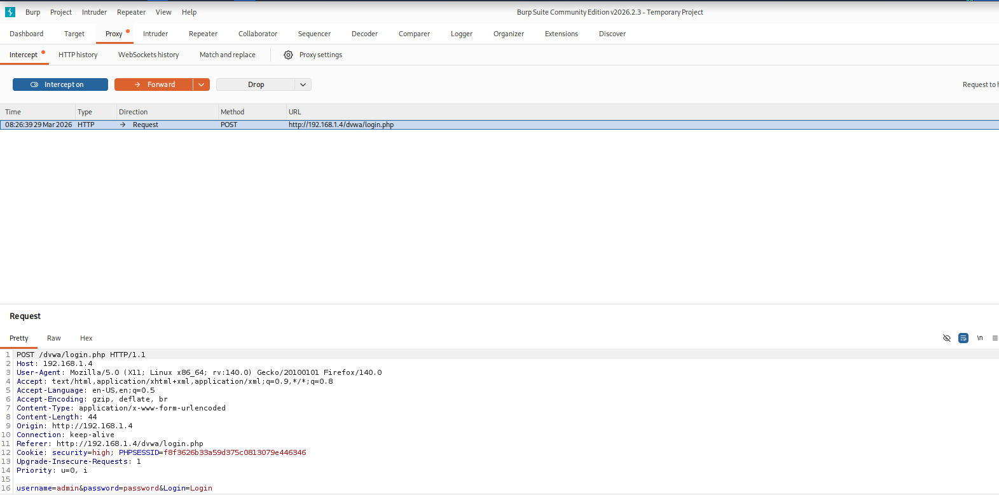 Burp Project Intruder Repeater View Help Burp Suite Community Edition v2026.2.3 - Temporary Project
Dashboard Target Proxy Intruder Repeater Collaborator Sequencer Decoder Comparer Logger Organizer Extensions Discover
Intercept HTTP history WebSockets history Match and replace Proxy settings
Intercept on Forward Drop Request to
Time Type Direction Method URL
08:26:39 29 Mar 2026 HTTP → Request POST http://192.168.1.4/dvwa/login.php
Request
Pretty Raw Hex \n
1 POST /dvwa/login.php HTTP/1.1
2 Host: 192.168.1.4
3 User-Agent: Mozilla/5.0 (X11; Linux x86_64; rv:140.0) Gecko/20100101 Firefox/140.0
4 Accept: text/html,application/xhtml+xml,application/xml;q=0.9,*/*;q=0.8
5 Accept-Language: en-US,en;q=0.5
6 Accept-Encoding: gzip, deflate, br
7 Content-Type: application/x-www-form-urlencoded
8 Content-Length: 44
9 Origin: http://192.168.1.4
10 Connection: keep-alive
11 Referer: http://192.168.1.4/dvwa/login.php
12 Cookie: security=high; PHPSESSID=f8f3626b33a59d375c0813079e446346
13 Upgrade-Insecure-Requests: 1
14 Priority: u=0, i
15
16 username=admin&password=password&Login=Login